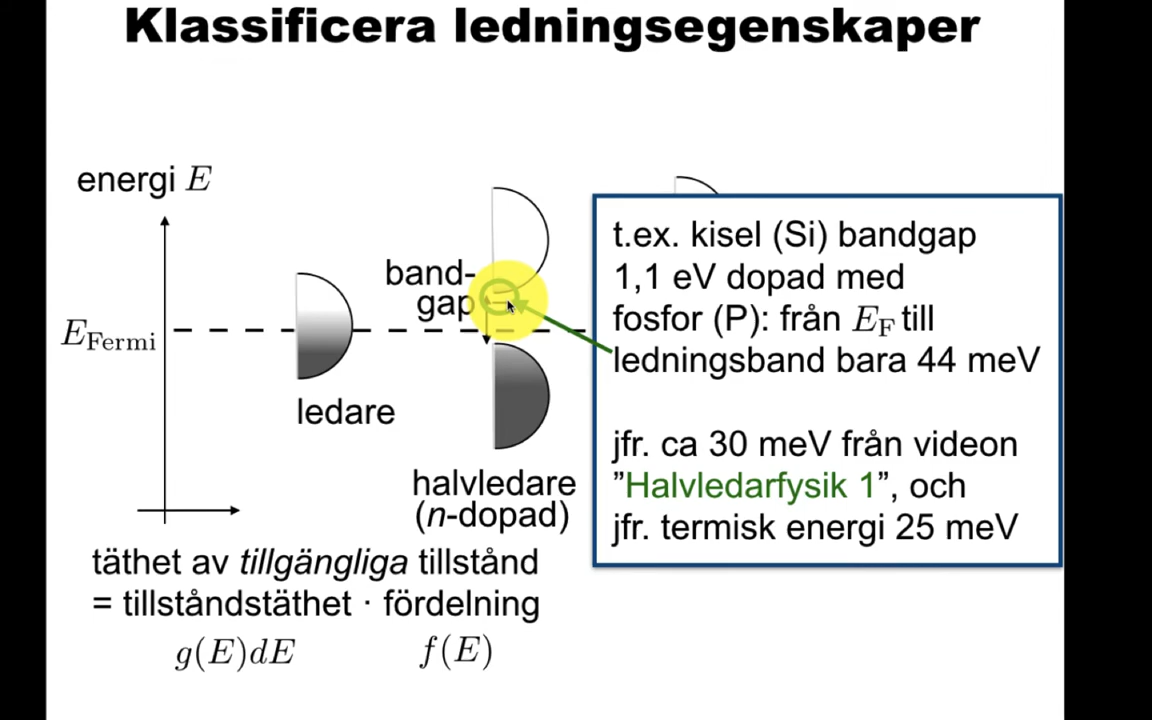 Klassificera ledningsegenskaper
energi E
band-
gap
E_Fermi
ledare
halvledare
(n-dopad)
t.ex. kisel (Si) bandgap
1,1 eV dopad med
fosfor (P): från E_F till
ledningsband bara 44 meV
jfr. ca 30 meV från videon
”Halvledarfysik 1”, och
jfr. termisk energi 25 meV
täthet av tillgängliga tillstånd
= tillståndstäthet · fördelning
g(E)dE f(E)